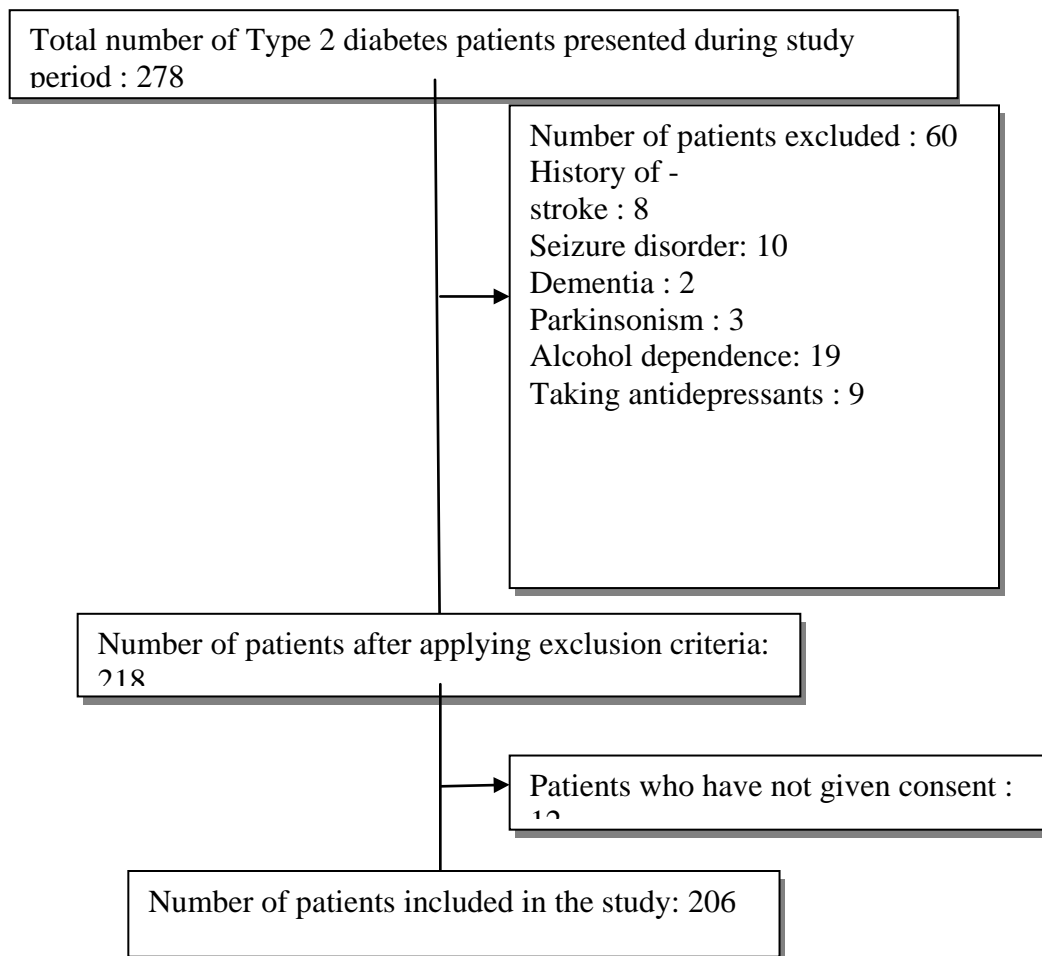 Total number of Type 2 diabetes patients presented during study
period : 278
Number of patients excluded : 60
History of -
stroke : 8
Seizure disorder: 10
Dementia : 2
Parkinsonism : 3
Alcohol dependence: 19
Taking antidepressants : 9
Number of patients after applying exclusion criteria:
218
Patients who have not given consent :
12
Number of patients included in the study: 206